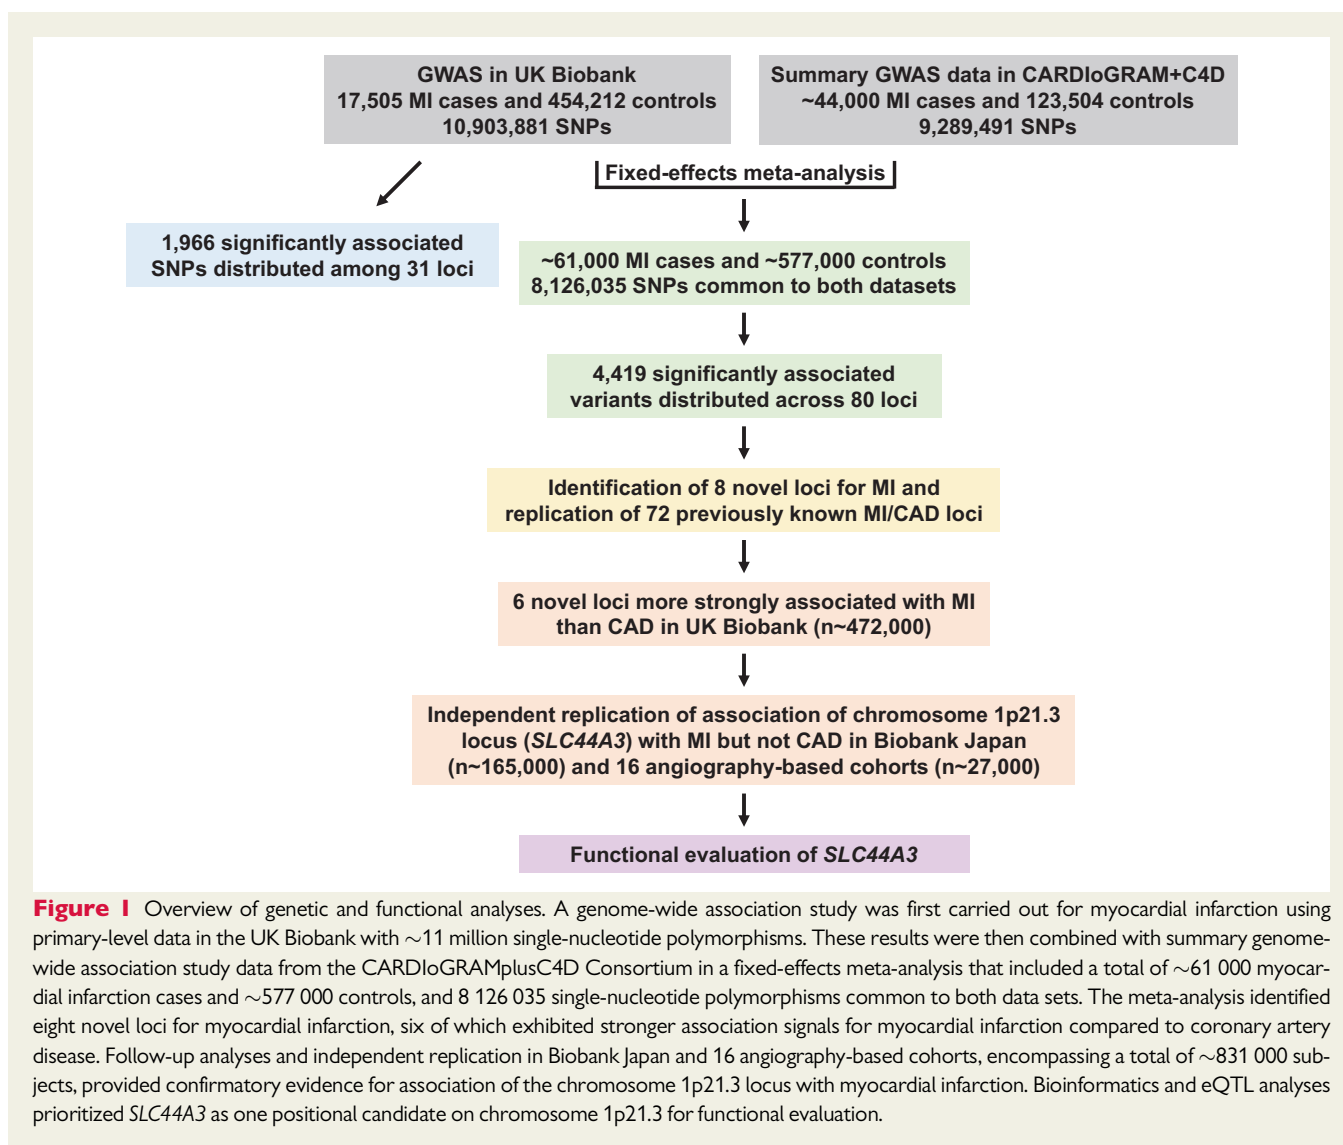 GWAS in UK Biobank
17,505 MI cases and 454,212 controls
10,903,881 SNPs
Summary GWAS data in CARDIoGRAM+C4D
~44,000 MI cases and 123,504 controls
9,289,491 SNPs
Fixed-effects meta-analysis
1,966 significantly associated
SNPs distributed among 31 loci
~61,000 MI cases and ~577,000 controls
8,126,035 SNPs common to both datasets
4,419 significantly associated
variants distributed across 80 loci
Identification of 8 novel loci for MI and
replication of 72 previously known MI/CAD loci
6 novel loci more strongly associated with MI
than CAD in UK Biobank (n~472,000)
Independent replication of association of chromosome 1p21.3
locus (SLC44A3) with MI but not CAD in Biobank Japan
(n~165,000) and 16 angiography-based cohorts (n~27,000)
Functional evaluation of SLC44A3
Figure 1 Overview of genetic and functional analyses. A genome-wide association study was first carried out for myocardial infarction using
primary-level data in the UK Biobank with ~11 million single-nucleotide polymorphisms. These results were then combined with summary genome-
wide association study data from the CARDIoGRAMplusC4D Consortium in a fixed-effects meta-analysis that included a total of ~61 000 myocar-
dial infarction cases and ~577 000 controls, and 8 126 035 single-nucleotide polymorphisms common to both data sets. The meta-analysis identified
eight novel loci for myocardial infarction, six of which exhibited stronger association signals for myocardial infarction compared to coronary artery
disease. Follow-up analyses and independent replication in Biobank Japan and 16 angiography-based cohorts, encompassing a total of ~831 000 sub-
jects, provided confirmatory evidence for association of the chromosome 1p21.3 locus with myocardial infarction. Bioinformatics and eQTL analyses
prioritized SLC44A3 as one positional candidate on chromosome 1p21.3 for functional evaluation.